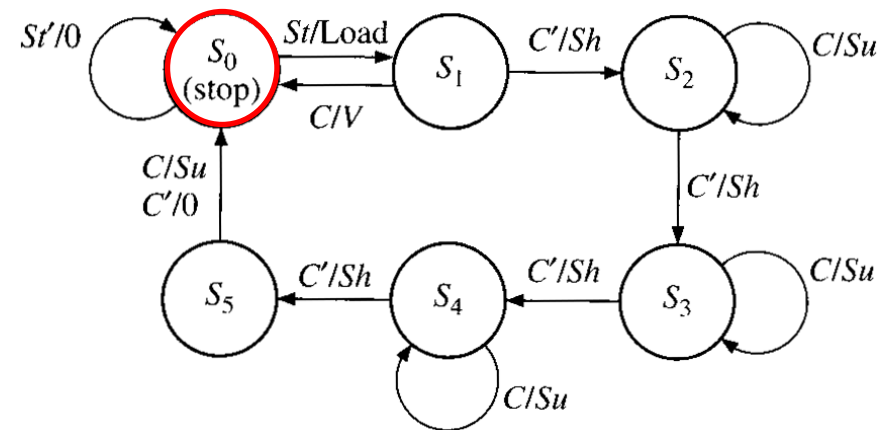 St′/0
S0
(stop)
St/Load
C/V
S1
C′/Sh
S2
C/Su
C/Su
C′/0
C′/Sh
S5
C′/Sh
S4
C′/Sh
S3
C/Su
C/Su